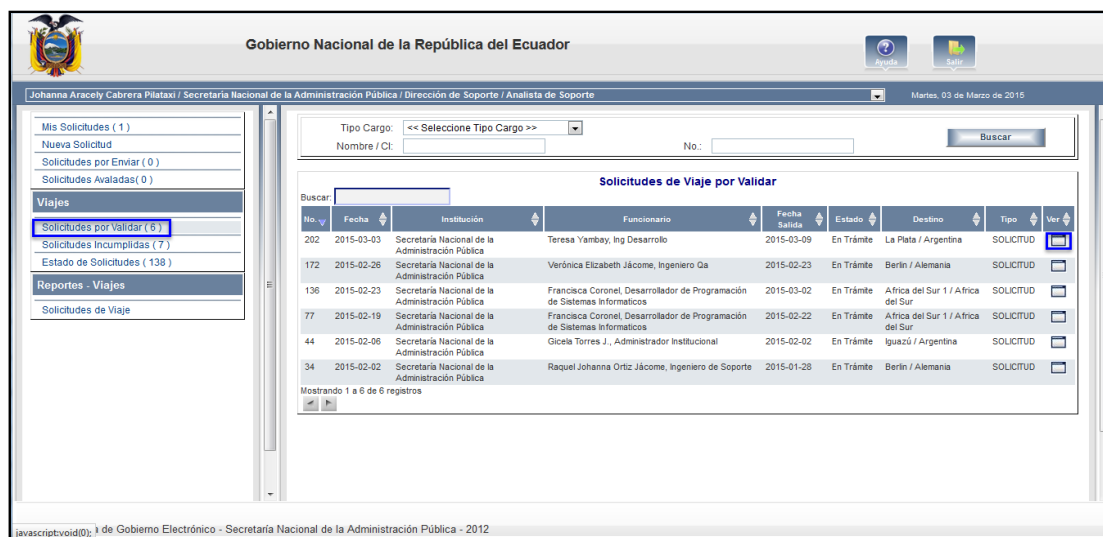 Gobierno Nacional de la República del Ecuador
Ayuda
Salir
Johanna Aracely Cabrera Pilataxi / Secretaría Nacional de la Administración Pública / Dirección de Soporte / Analista de Soporte
Martes, 03 de Marzo de 2015
Mis Solicitudes ( 1 )
Nueva Solicitud
Solicitudes por Enviar ( 0 )
Solicitudes Avaladas( 0 )
Viajes
Solicitudes por Validar ( 6 )
Solicitudes Incumplidas ( 7 )
Estado de Solicitudes ( 138 )
Reportes - Viajes
Solicitudes de Viaje
Tipo Cargo: << Seleccione Tipo Cargo >>
Nombre / CI: No.:
Buscar
Solicitudes de Viaje por Validar
Buscar:
No. Fecha Institución Funcionario Fecha Salida Estado Destino Tipo Ver
202 2015-03-03 Secretaría Nacional de la Teresa Yambay, Ing Desarrollo 2015-03-09 En Trámite La Plata / Argentina SOLICITUD
Administración Pública
172 2015-02-26 Secretaría Nacional de la Verónica Elizabeth Jácome, Ingeniero Qa 2015-02-23 En Trámite Berlin / Alemania SOLICITUD
Administración Pública
136 2015-02-23 Secretaría Nacional de la Francisca Coronel, Desarrollador de Programación 2015-03-02 En Trámite Africa del Sur 1 / Africa SOLICITUD
Administración Pública de Sistemas Informaticos del Sur
77 2015-02-19 Secretaría Nacional de la Francisca Coronel, Desarrollador de Programación 2015-02-22 En Trámite Africa del Sur 1 / Africa SOLICITUD
Administración Pública de Sistemas Informaticos del Sur
44 2015-02-06 Secretaría Nacional de la Gicela Torres J., Administrador Institucional 2015-02-02 En Trámite Iguazú / Argentina SOLICITUD
Administración Pública
34 2015-02-02 Secretaría Nacional de la Raquel Johanna Ortiz Jácome, Ingeniero de Soporte 2015-01-28 En Trámite Berlin / Alemania SOLICITUD
Administración Pública
Mostrando 1 a 6 de 6 registros
javascript:void(0); de Gobierno Electrónico - Secretaría Nacional de la Administración Pública - 2012